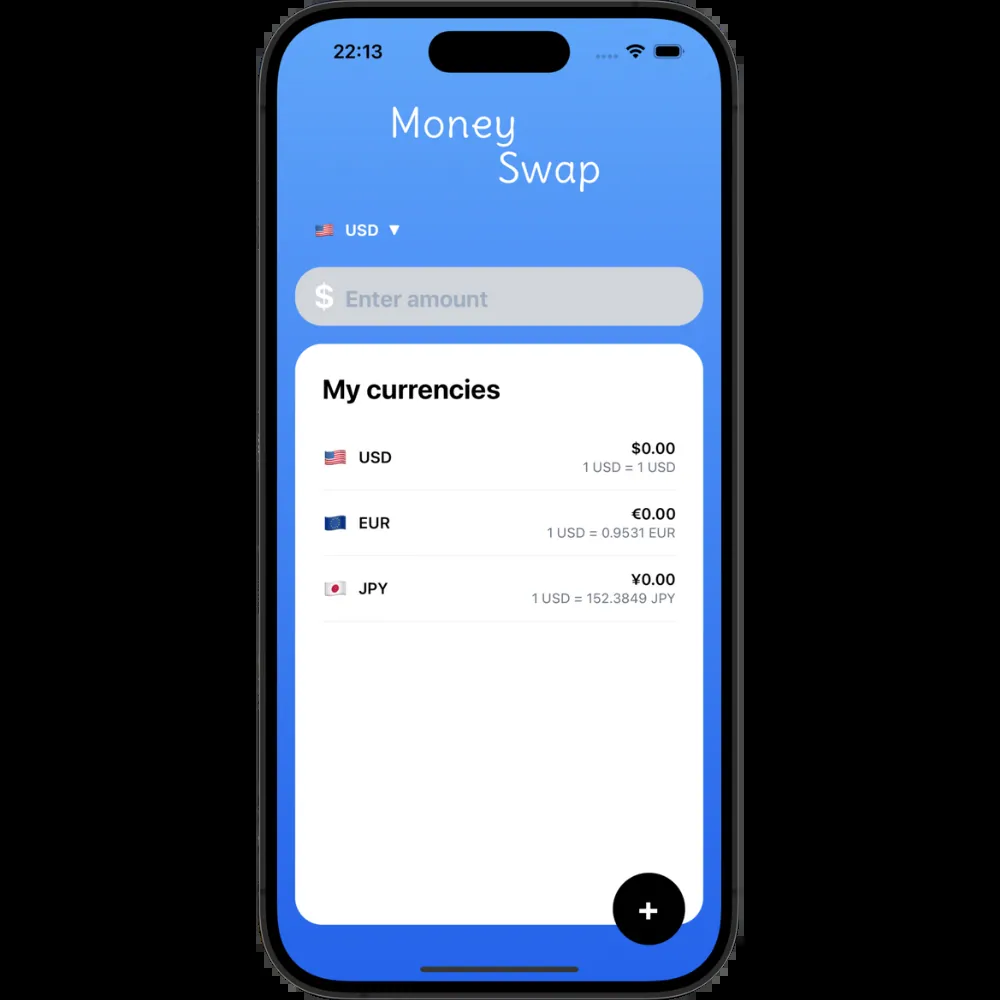 22:13
Money
Swap
USD ▼
$ Enter amount
My currencies
USD
$0.00
1 USD = 1 USD
EUR
€0.00
1 USD = 0.9531 EUR
JPY
¥0.00
1 USD = 152.3849 JPY
+